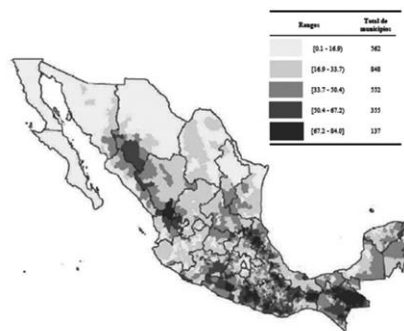 Rangos Total de municipios
[0.1 - 16.9) 562
[16.9 - 33.7) 848
[33.7 - 50.4) 552
[50.4 - 67.2) 355
[67.2 - 84.0] 137